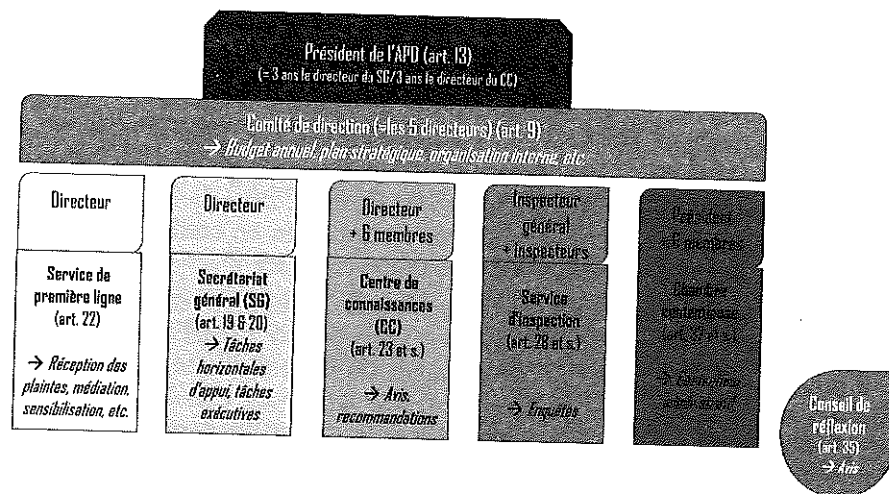 Président de l'APD (art. 13)
(= 3 ans le directeur du SG/3 ans le directeur du CC)
Comité de direction (=les 5 directeurs) (art. 9)
→ Budget annuel, plan stratégique, organisation interne, etc.
Directeur
Service de
première ligne
(art. 22)
→ Réception des
plaintes, médiation,
sensibilisation, etc.
Directeur
Secrétariat
général (SG)
(art. 19 & 20)
→ Tâches
horizontales
d'appui, tâches
exécutives
Directeur
+ 6 membres
Centre de
connaissances
(CC)
(art. 23 et s.)
→ Avis,
recommandations
Inspecteur
général
+ inspecteurs
Service
d'inspection
(art. 28 et s.)
→ Enquêtes
Président
+ 6 membres
Chambre
contentieuse
Conseil de
réflexion
(art. 35)
→ Avis